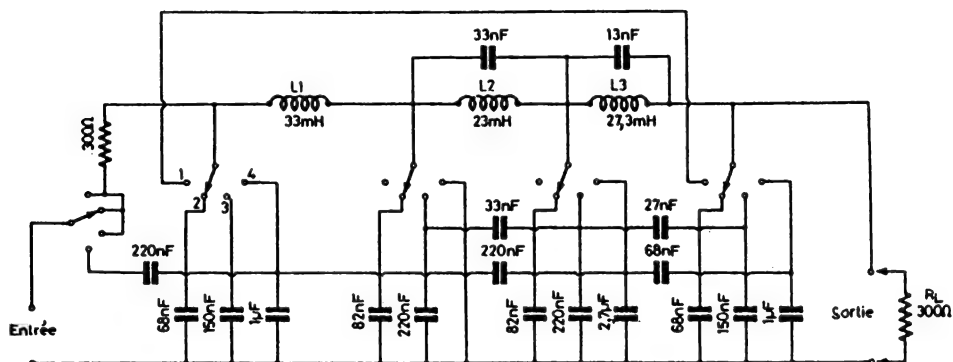 33nF 13nF
L1 L2 L3
33mH 23mH 27,3mH
300Ω
1 4
2 3
33nF 27nF
220nF 220nF 68nF
68nF 150nF 1µF 82nF 220nF 82nF 220nF 2,7µF 68nF 150nF 1µF
Entrée Sortie RL 300Ω